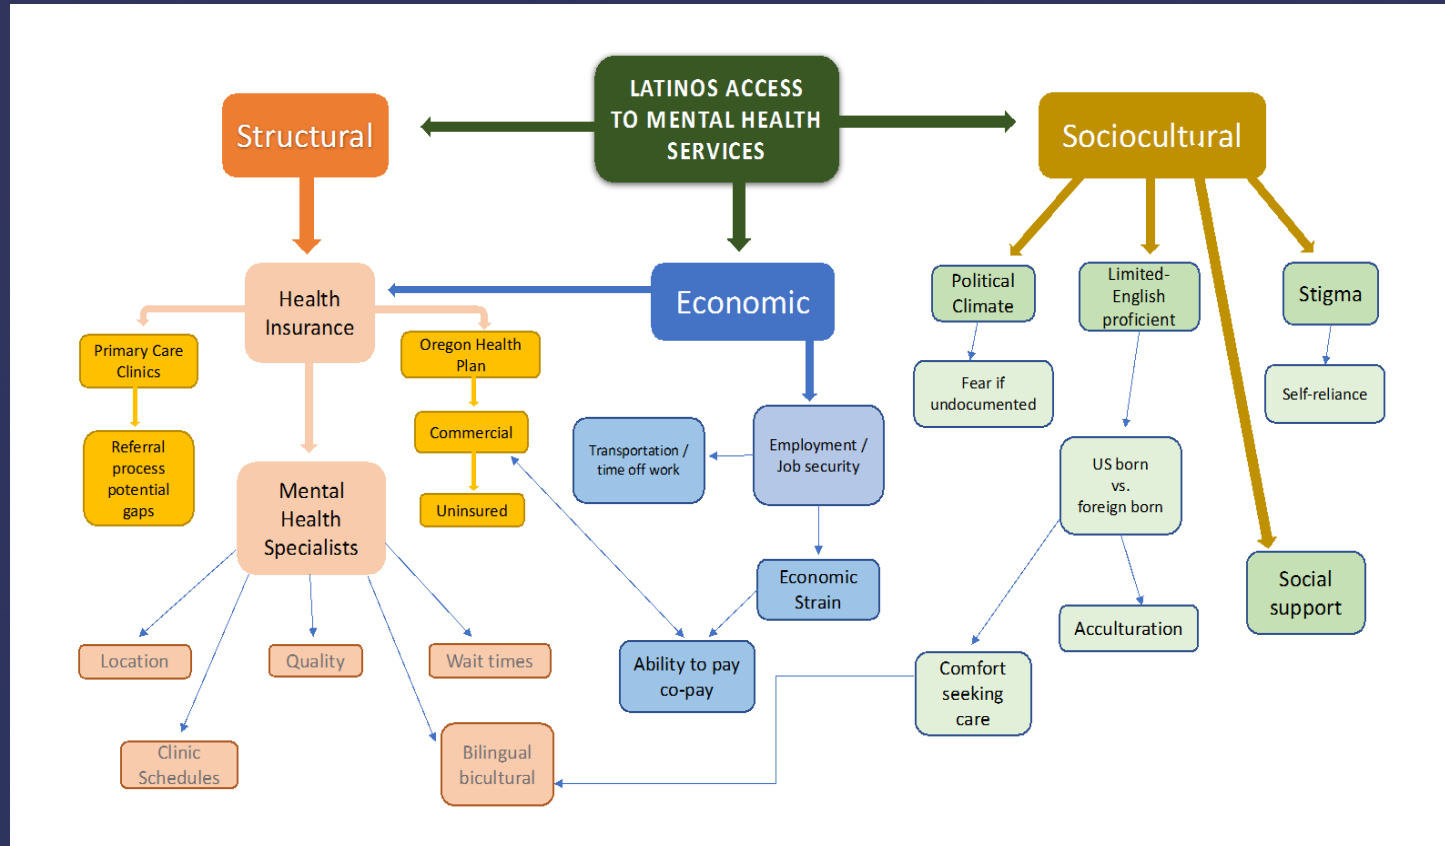 LATINOS ACCESS
TO MENTAL HEALTH
SERVICES
Structural
Sociocultural
Health
Insurance
Economic
Political
Climate
Limited-
English
proficient
Stigma
Primary Care
Clinics
Oregon Health
Plan
Fear if
undocumented
Self-reliance
Commercial
Transportation /
time off work
Employment /
Job security
Referral
process
potential
gaps
US born
vs.
foreign born
Mental
Health
Specialists
Uninsured
Economic
Strain
Social
support
Acculturation
Location
Quality
Wait times
Ability to pay
co-pay
Comfort
seeking
care
Clinic
Schedules
Bilingual
bicultural